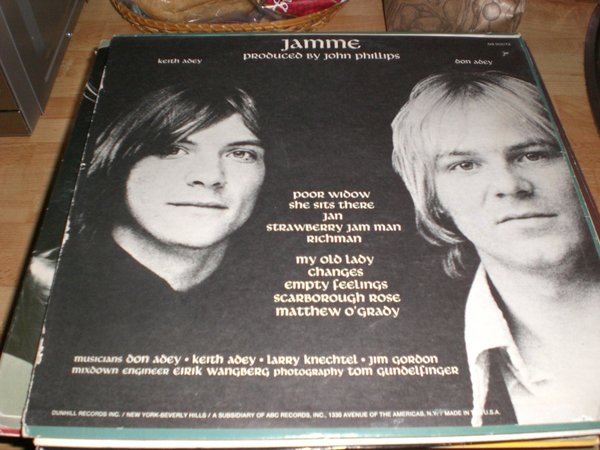 JAMME
PRODUCED BY JOHN PHILLIPS
KEITH ADEY
DON ADEY
POOR WIDOW
SHE SITS THERE
JAN
STRAWBERRY JAM MAN
RICHMAN
MY OLD LADY
CHANGES
EMPTY FEELINGS
SCARBOROUGH ROSE
MATTHEW O'GRADY
MUSICIANS DON ADEY • KEITH ADEY • LARRY KNECHTEL • JIM GORDON
MIXDOWN ENGINEER EIRIK WANGBERG PHOTOGRAPHY TOM GUNDELFINGER
DUNHILL RECORDS INC. / NEW YORK-BEVERLY HILLS / A SUBSIDIARY OF ABC RECORDS, INC., 1330 AVENUE OF THE AMERICAS, N.Y. / MADE IN THE U.S.A.